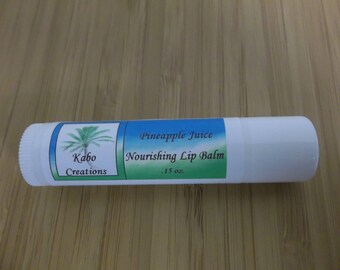 Kabo
Creations
Pineapple Juice
Nourishing Lip Balm
.15 oz.